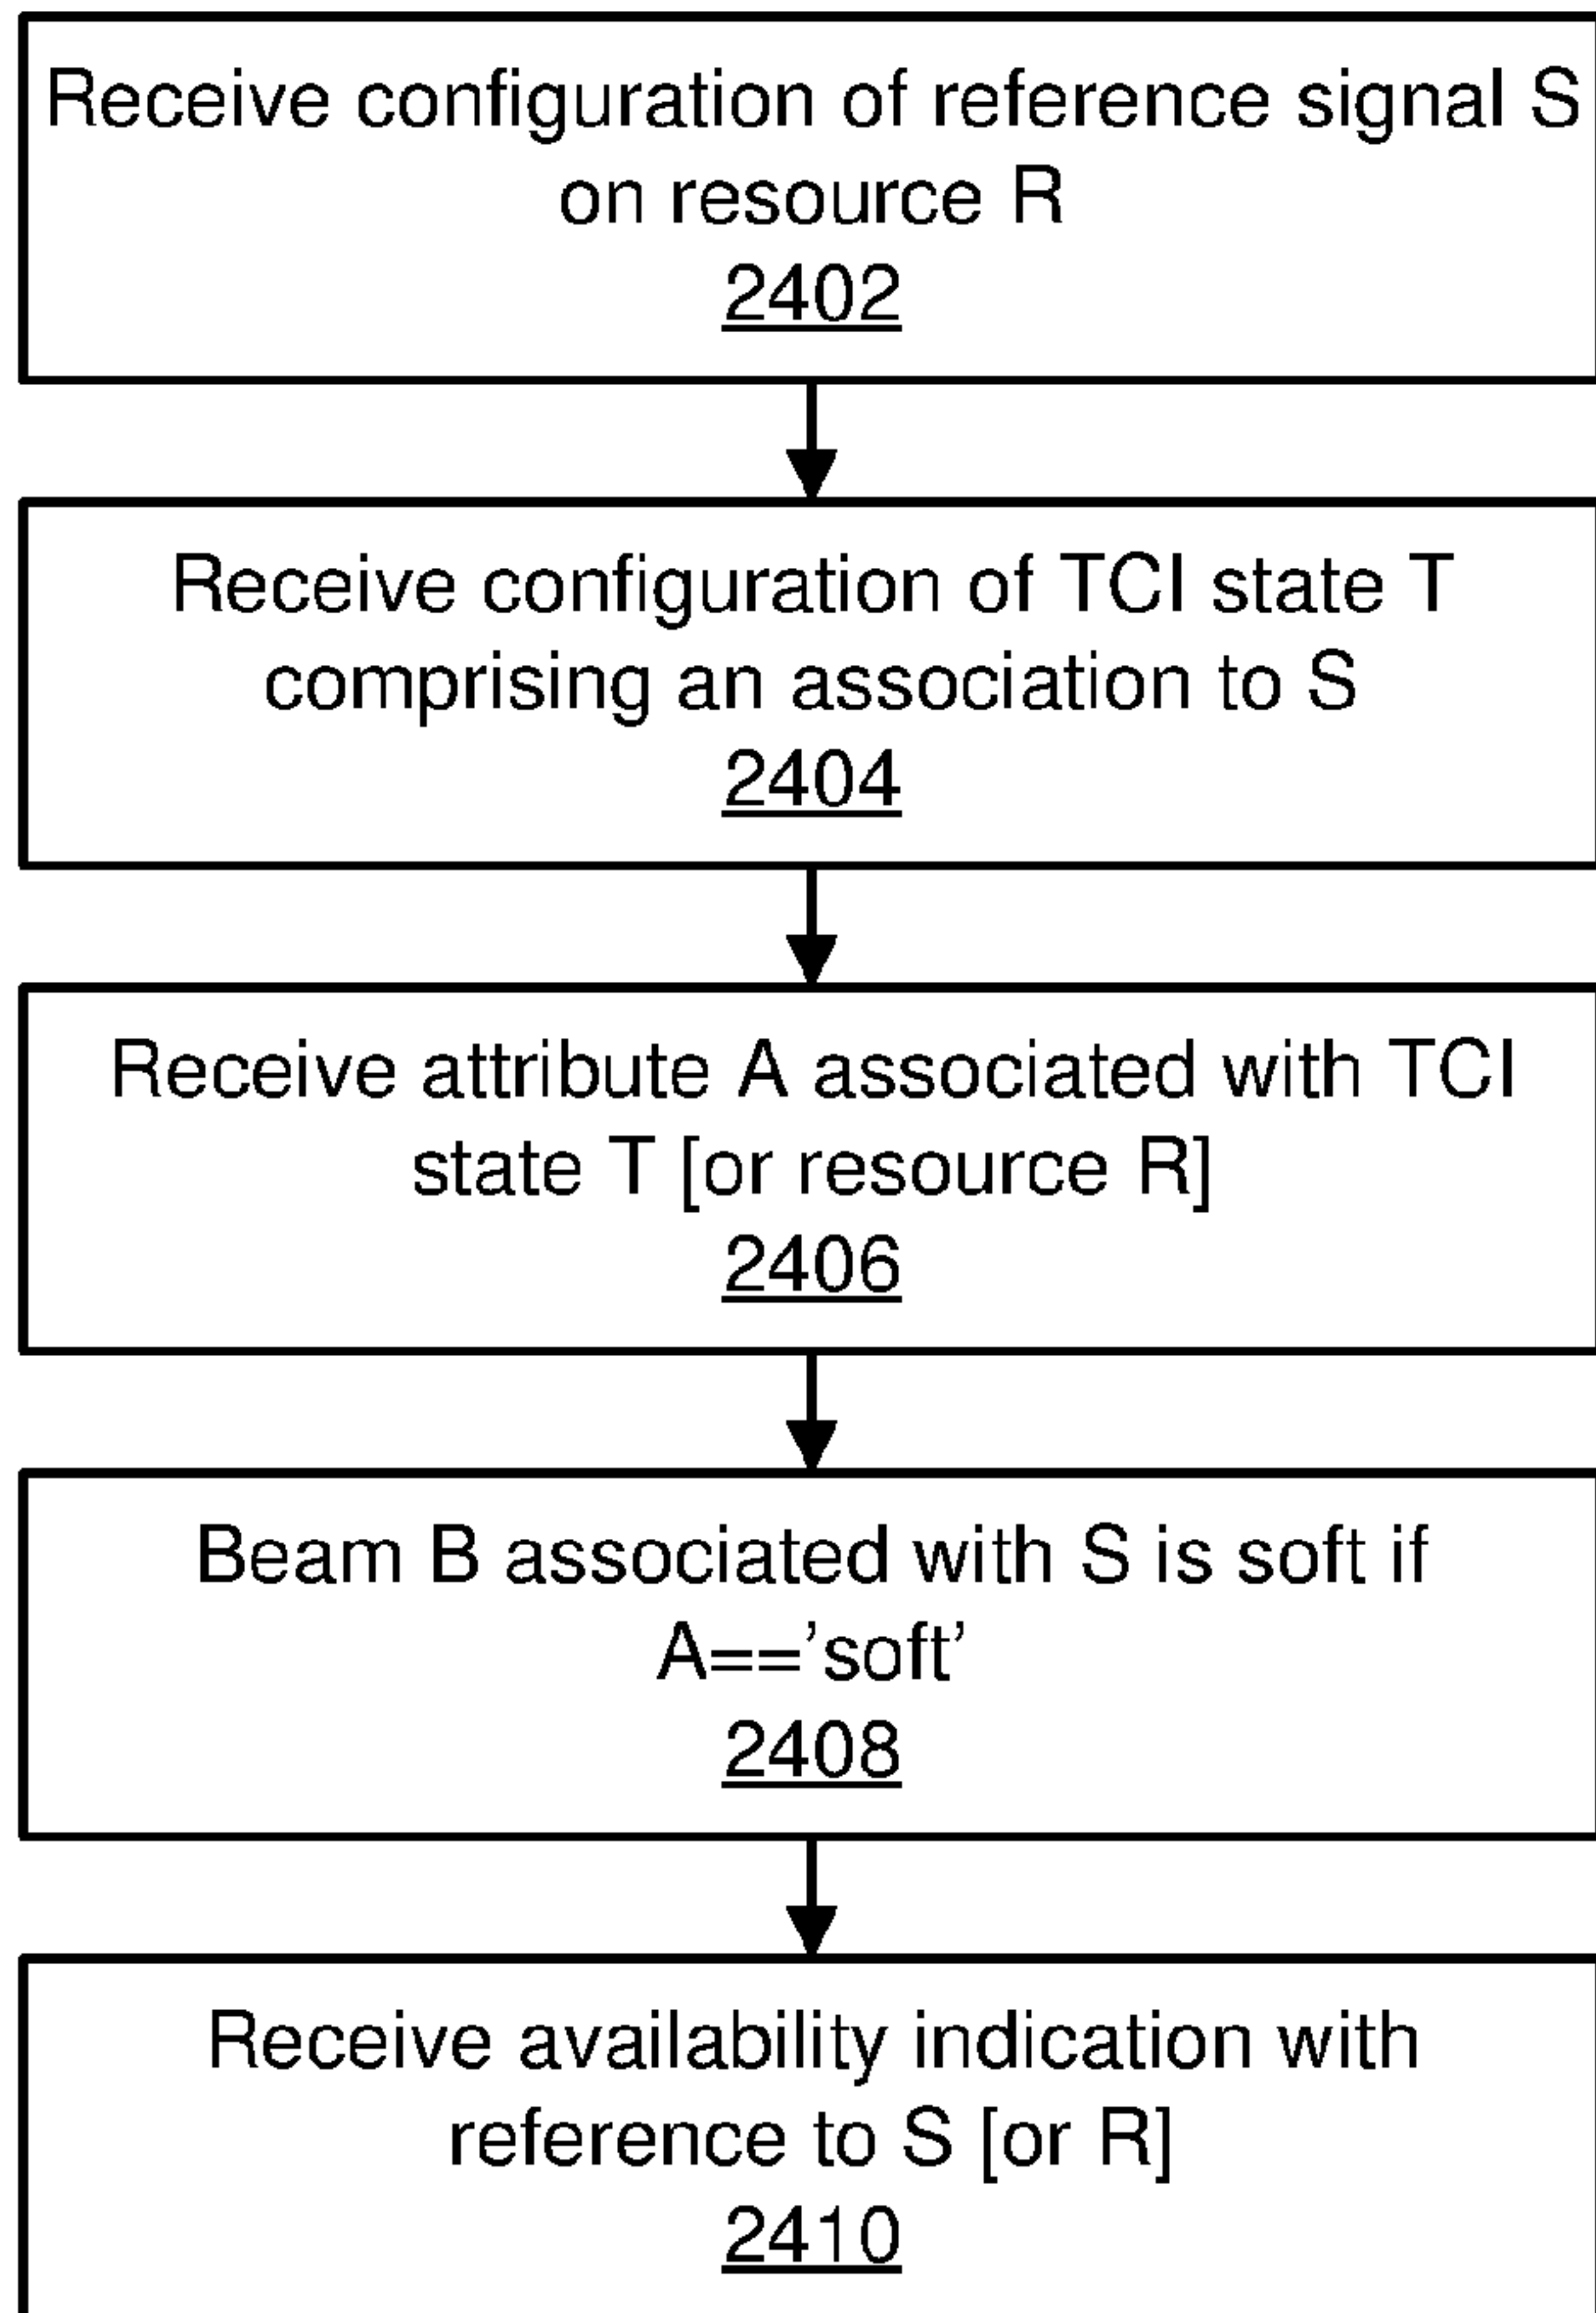 Receive configuration of reference signal S
on resource R
2402
Receive configuration of TCI state T
comprising an association to S
2404
Receive attribute A associated with TCI
state T [or resource R]
2406
Beam B associated with S is soft if
A==’soft’
2408
Receive availability indication with
reference to S [or R]
2410